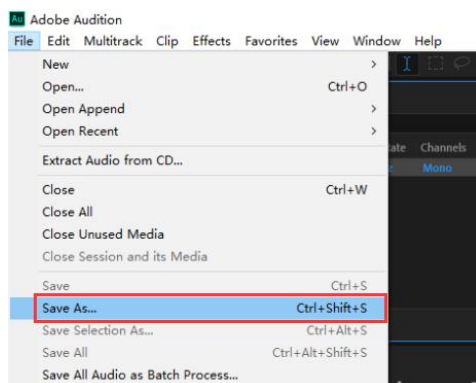 Au Adobe Audition
File Edit Multitrack Clip Effects Favorites View Window Help
New >
Open... Ctrl+O
Open Append >
Open Recent >
Extract Audio from CD...
Channels
Mono
Close Ctrl+W
Close All
Close Unused Media
Close Session and its Media
Save Ctrl+S
Save As... Ctrl+Shift+S
Save Selection As... Ctrl+Alt+S
Save All Ctrl+Alt+Shift+S
Save All Audio as Batch Process...